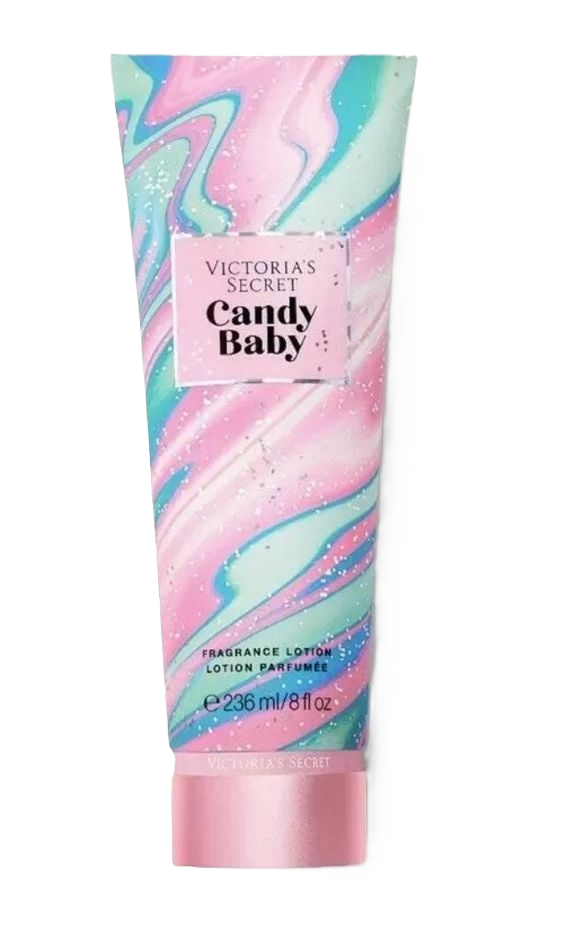 VICTORIA'S
SECRET
Candy
Baby
FRAGRANCE LOTION
LOTION PARFUMÉE
℮ 236 ml/8 fl oz
VICTORIA'S SECRET